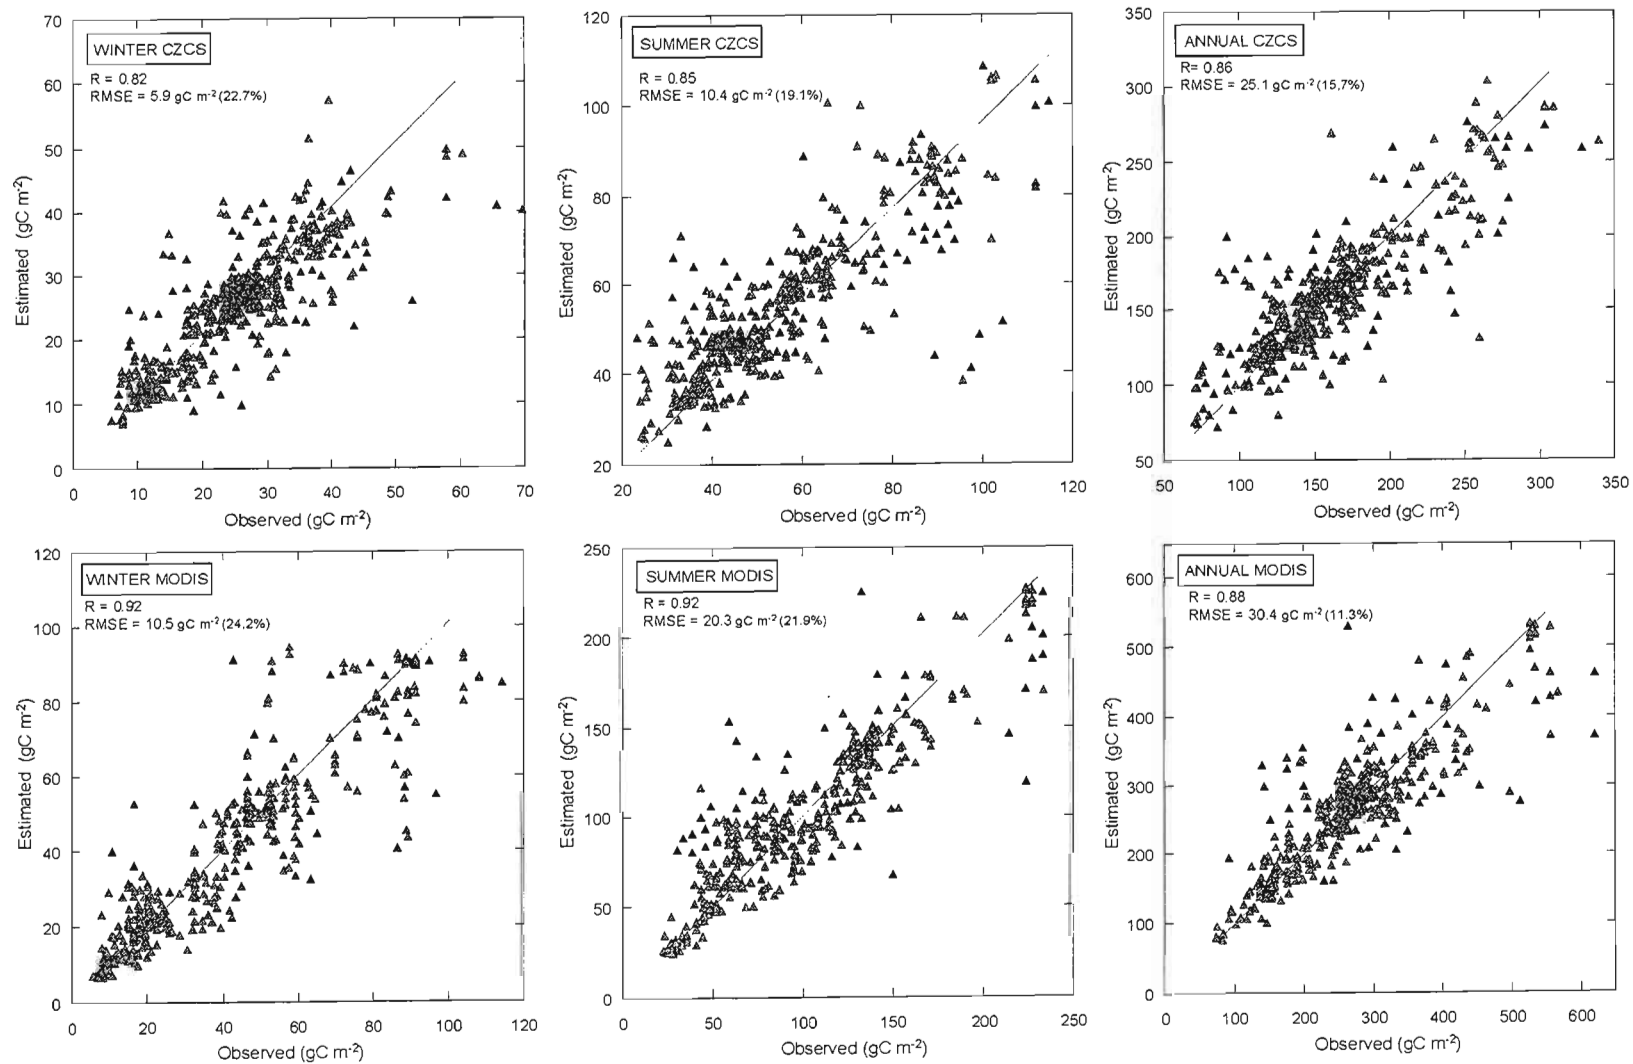 WINTER CZCS
R = 0.82
RMSE = 5.9 gC m-2 (22.7%)
70
60
50
40
30
20
10
0
Estimated (gC m-2)
0 10 20 30 40 50 60 70
Observed (gC m-2)
SUMMER CZCS
R = 0.85
RMSE = 10.4 gC m-2 (19.1%)
120
100
80
60
40
20
Estimated (gC m-2)
20 40 60 80 100 120
Observed (gC m-2)
ANNUAL CZCS
R= 0.86
RMSE = 25.1 gC m-2 (15.7%)
350
300
250
200
150
100
50
Estimated (gC m-2)
50 100 150 200 250 300 350
Observed (gC m-2)
WINTER MODIS
R = 0.92
RMSE = 10.5 gC m-2 (24.2%)
120
100
80
60
40
20
0
Estimated (gC m-2)
0 20 40 60 80 100 120
Observed (gC m-2)
SUMMER MODIS
R = 0.92
RMSE = 20.3 gC m-2 (21.9%)
250
200
150
100
50
0
Estimated (gC m-2)
0 50 100 150 200 250
Observed (gC m-2)
ANNUAL MODIS
R = 0.88
RMSE = 30.4 gC m-2 (11.3%)
600
500
400
300
200
100
0
Estimated (gC m-2)
0 100 200 300 400 500 600
Observed (gC m-2)